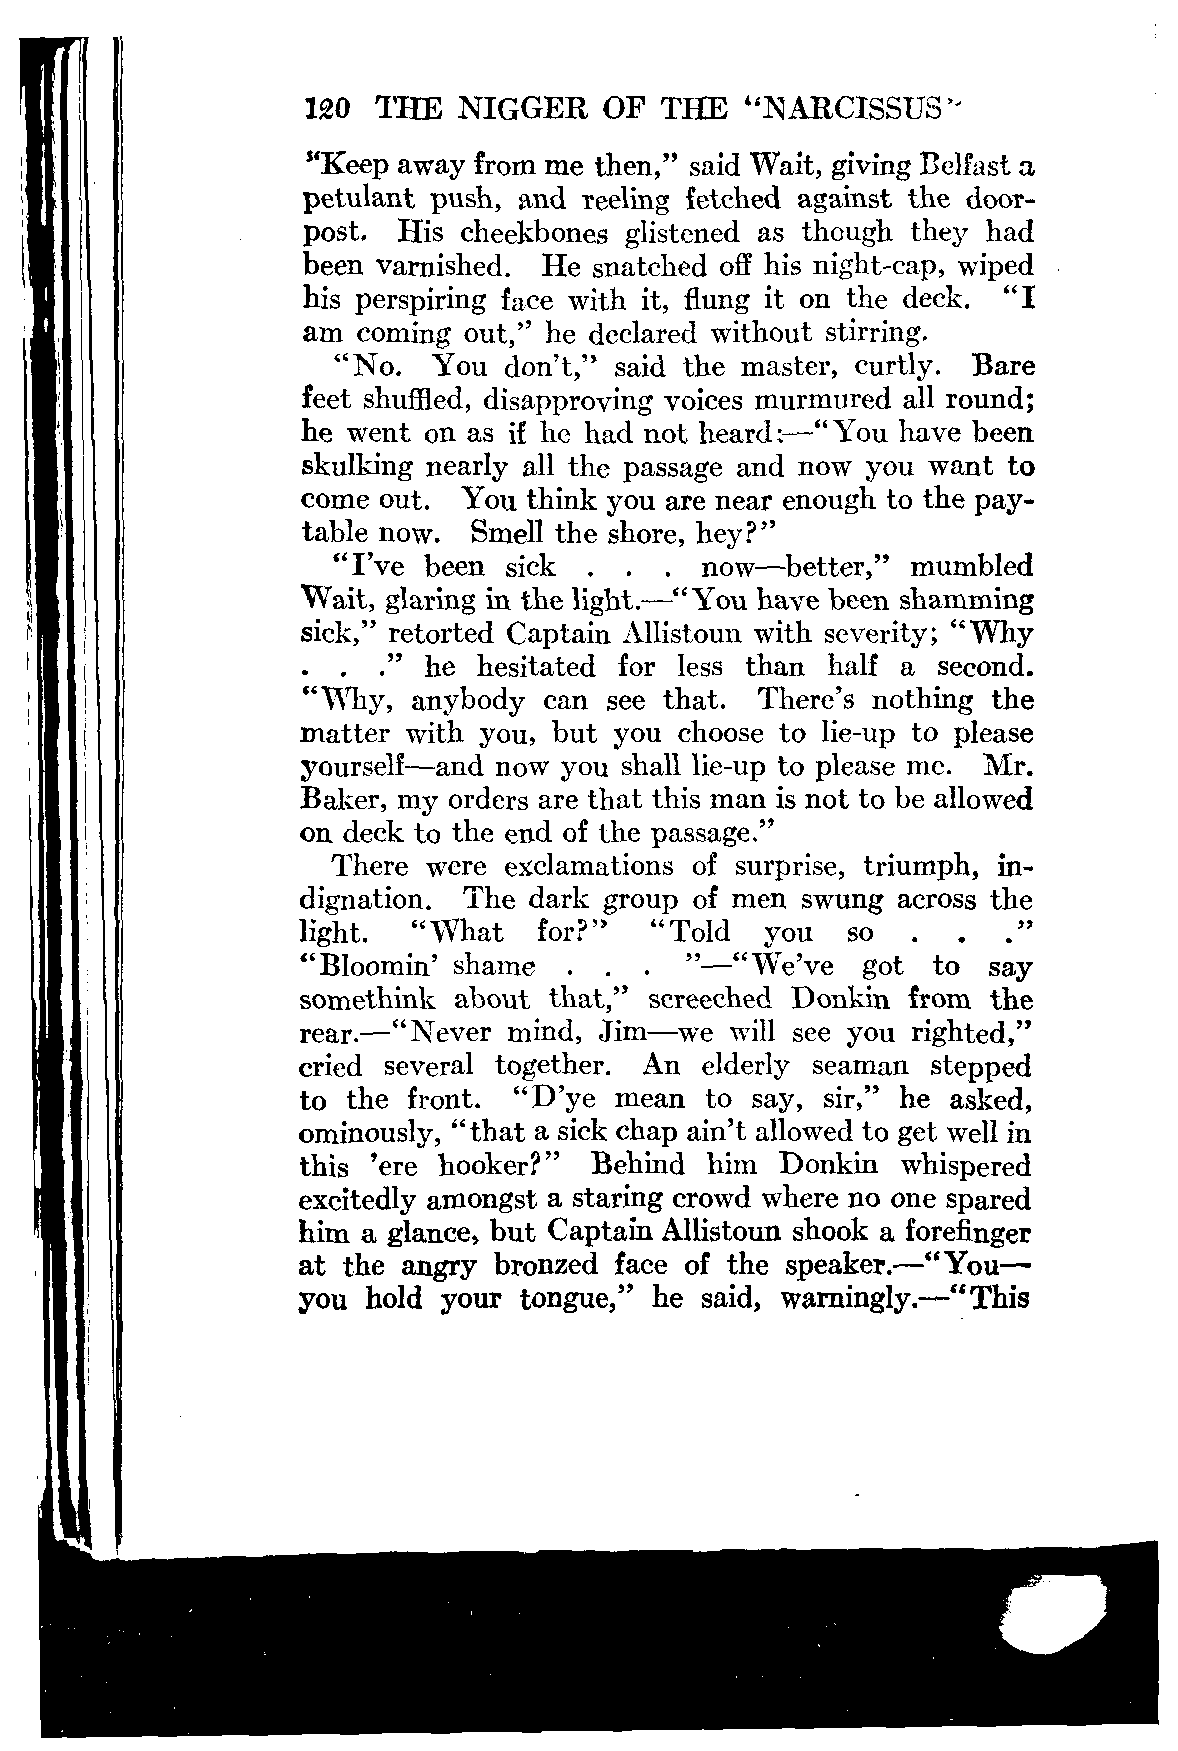 120 THE NIGGER OF THE "NARCISSUS"
"Keep away from me then," said Wait, giving Belfast a
petulant push, and reeling fetched against the door-
post. His cheekbones glistened as though they had
been varnished. He snatched off his night-cap, wiped
his perspiring face with it, flung it on the deck. "I
am coming out," he declared without stirring.
"No. You don't," said the master, curtly. Bare
feet shuffled, disapproving voices murmured all round;
he went on as if he had not heard:—"You have been
skulking nearly all the passage and now you want to
come out. You think you are near enough to the pay-
table now. Smell the shore, hey?"
"I've been sick . . . now—better," mumbled
Wait, glaring in the light.—"You have been shamming
sick," retorted Captain Allistoun with severity; "Why
. . ." he hesitated for less than half a second.
"Why, anybody can see that. There's nothing the
matter with you, but you choose to lie-up to please
yourself—and now you shall lie-up to please me. Mr.
Baker, my orders are that this man is not to be allowed
on deck to the end of the passage."
There were exclamations of surprise, triumph, in-
dignation. The dark group of men swung across the
light. "What for?" "Told you so . . ."
"Bloomin' shame . . . "—"We've got to say
somethink about that," screeched Donkin from the
rear.—"Never mind, Jim—we will see you righted,"
cried several together. An elderly seaman stepped
to the front. "D'ye mean to say, sir," he asked,
ominously, "that a sick chap ain't allowed to get well in
this 'ere hooker?" Behind him Donkin whispered
excitedly amongst a staring crowd where no one spared
him a glance, but Captain Allistoun shook a forefinger
at the angry bronzed face of the speaker.—"You—
you hold your tongue," he said, warningly.—"This